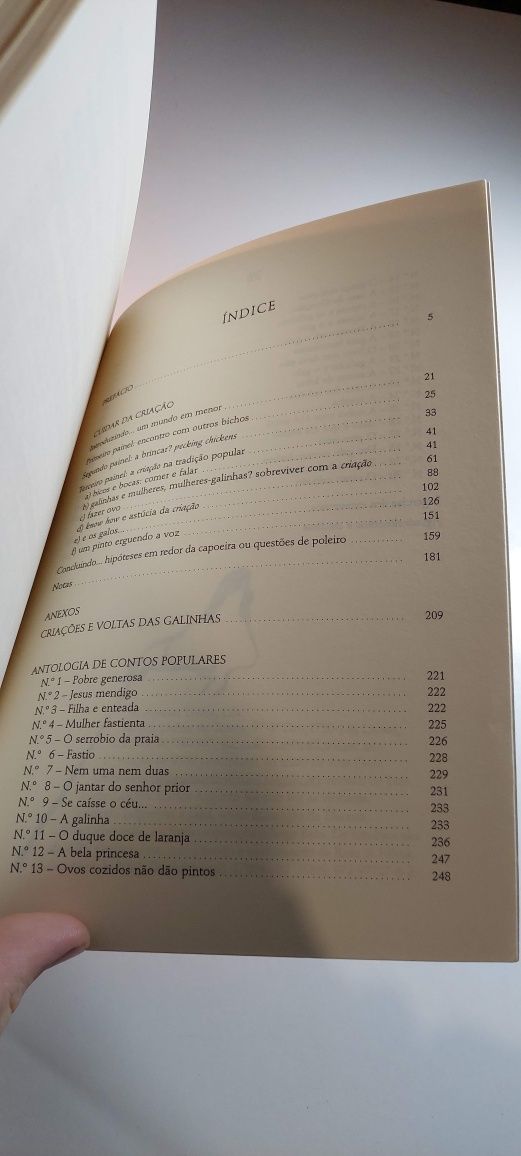 ÍNDICE
PREFÁCIO 5
CUIDAR DA CRIAÇÃO
Introduzindo... um mundo em menor 21
Primeiro painel: encontro com outros bichos 25
Segundo painel: a brincar? pecking chickens 33
Terceiro painel: a criação na tradição popular 41
a) bicos e bocas: comer e falar 41
b) galinhas e mulheres, mulheres-galinhas? sobreviver com a criação 61
c) fazer ovo 88
d) know how e astúcia da criação 102
e) e os galos... 126
f) um pinto erguendo a voz 151
Concluindo... hipóteses em redor da capoeira ou questões de poleiro 159
Notas 181
ANEXOS
CRIAÇÕES E VOLTAS DAS GALINHAS 209
ANTOLOGIA DE CONTOS POPULARES
N.º 1 – Pobre generosa 221
N.º 2 – Jesus mendigo 222
N.º 3 – Filha e enteada 222
N.º 4 – Mulher fastienta 225
N.º 5 – O serrobio da praia 226
N.º 6 – Fastio 228
N.º 7 – Nem uma nem duas 229
N.º 8 – O jantar do senhor prior 231
N.º 9 – Se caísse o céu... 233
N.º 10 – A galinha 233
N.º 11 – O duque doce de laranja 236
N.º 12 – A bela princesa 247
N.º 13 – Ovos cozidos não dão pintos 248